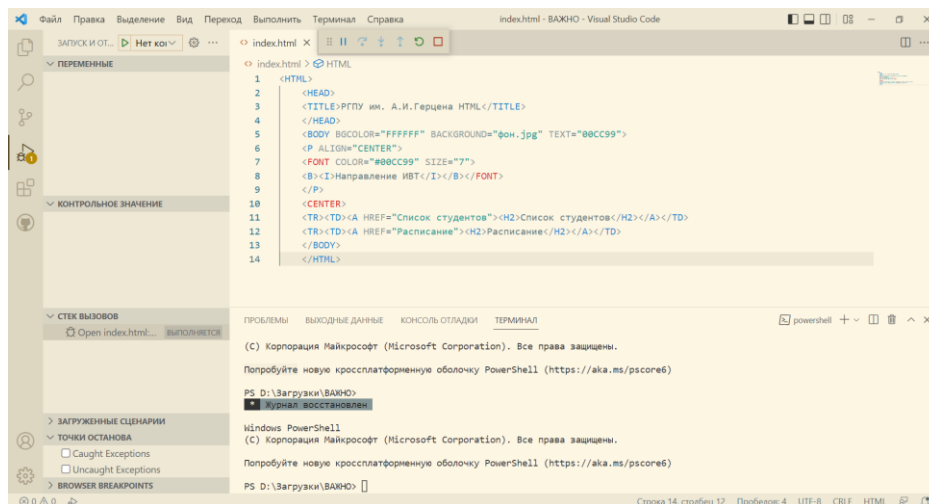 Файл Правка Выделение Вид Переход Выполнить Терминал Справка index.html - ВАЖНО - Visual Studio Code
ЗАПУСК И ОТ... Нет кон
index.html
ПЕРЕМЕННЫЕ
index.html > HTML
1 <HTML>
2 <HEAD>
3 <TITLE>РГПУ им. А.И.Герцена HTML</TITLE>
4 </HEAD>
5 <BODY BGCOLOR="FFFFFF" BACKGROUND="фон.jpg" TEXT="00CC99">
6 <P ALIGN="CENTER">
7 <FONT COLOR="#00CC99" SIZE="7">
8 <B><I>Направление ИВТ</I></B></FONT>
9 </P>
10 <CENTER>
11 <TR><TD><A HREF="Список студентов"><H2>Список студентов</H2></A></TD>
12 <TR><TD><A HREF="Расписание"><H2>Расписание</H2></A></TD>
13 </BODY>
14 </HTML>
КОНТРОЛЬНОЕ ЗНАЧЕНИЕ
СТЕК ВЫЗОВОВ
Open index.html:... ВЫПОЛНЯЕТСЯ
ЗАГРУЖЕННЫЕ СЦЕНАРИИ
ТОЧКИ ОСТАНОВА
Caught Exceptions
Uncaught Exceptions
BROWSER BREAKPOINTS
ПРОБЛЕМЫ ВЫХОДНЫЕ ДАННЫЕ КОНСОЛЬ ОТЛАДКИ ТЕРМИНАЛ powershell
(C) Корпорация Майкрософт (Microsoft Corporation). Все права защищены.
Попробуйте новую кроссплатформенную оболочку PowerShell (https://aka.ms/pscore6)
PS D:\Загрузки\ВАЖНО>
* Журнал восстановлен
Windows PowerShell
(C) Корпорация Майкрософт (Microsoft Corporation). Все права защищены.
Попробуйте новую кроссплатформенную оболочку PowerShell (https://aka.ms/pscore6)
PS D:\Загрузки\ВАЖНО>
0 0 Строка 14, столбец 12 Пробелов: 4 UTF-8 CRLF HTML